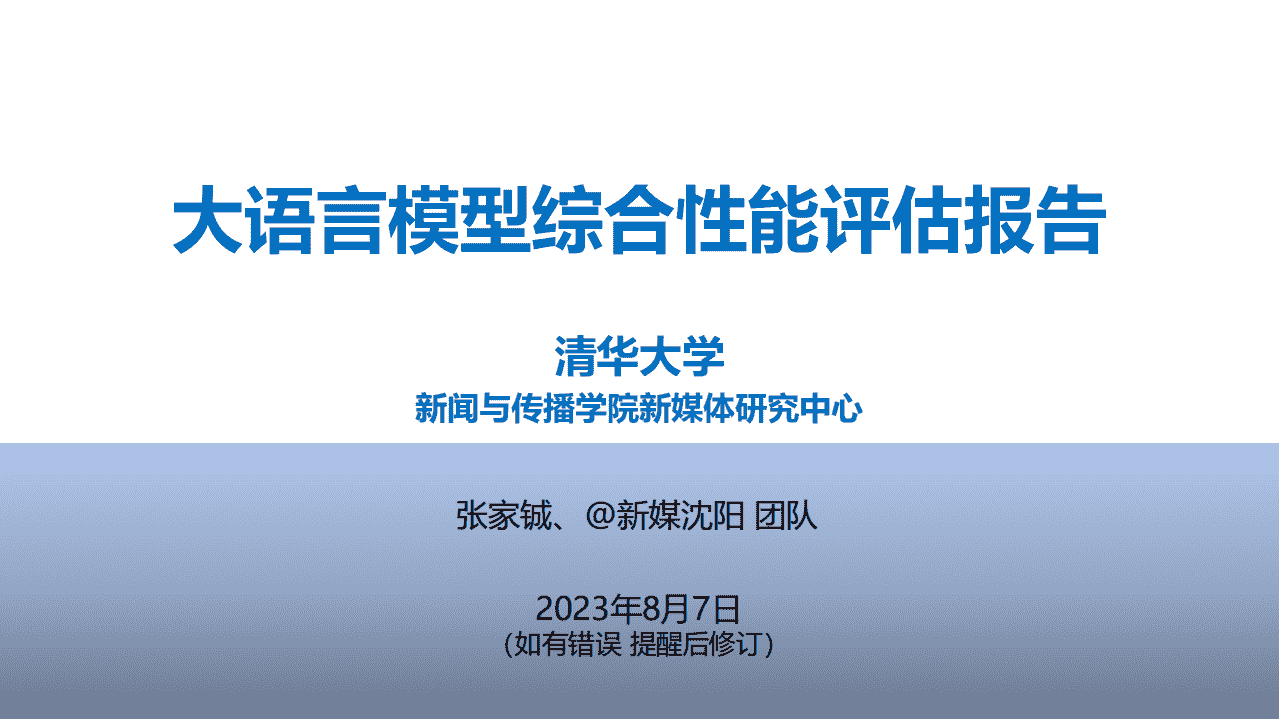 大语言模型综合性能评估报告
清华大学
新闻与传播学院新媒体研究中心
张家铖、@新媒沈阳 团队
2023年8月7日
（如有错误 提醒后修订）